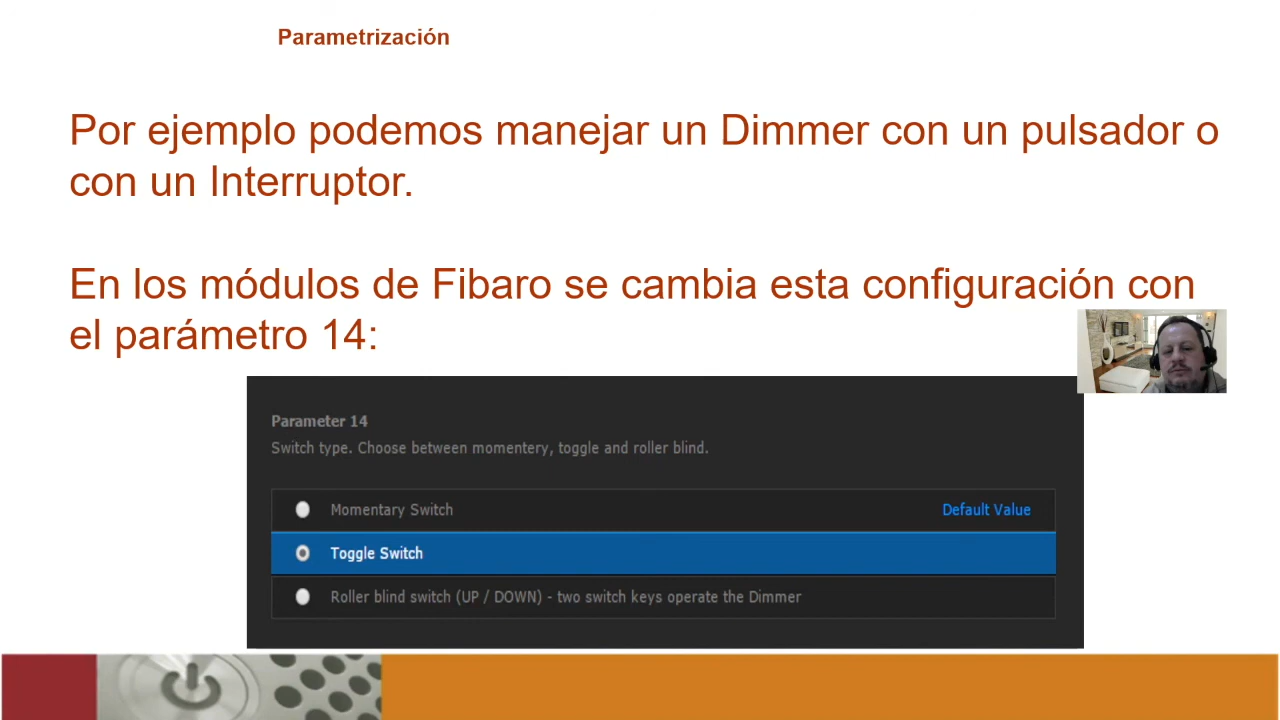 Parametrización
Por ejemplo podemos manejar un Dimmer con un pulsador o
con un Interruptor.
En los módulos de Fibaro se cambia esta configuración con
el parámetro 14:
Parameter 14
Switch type. Choose between momentery, toggle and roller blind.
Momentary Switch Default Value
Toggle Switch
Roller blind switch (UP / DOWN) - two switch keys operate the Dimmer